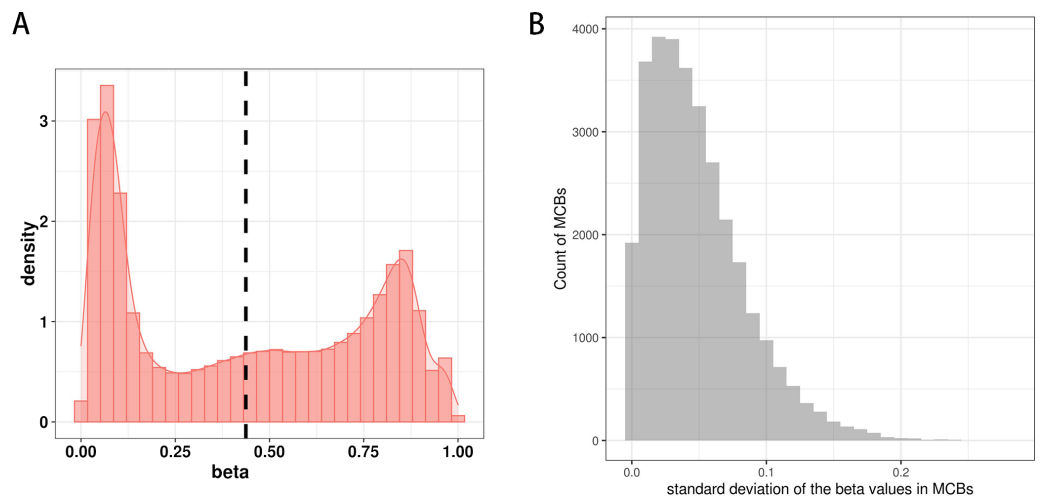 A
density
3
2
1
0
0.00 0.25 0.50 0.75 1.00
beta
B
Count of MCBs
4000
3000
2000
1000
0
0.0 0.1 0.2
standard deviation of the beta values in MCBs